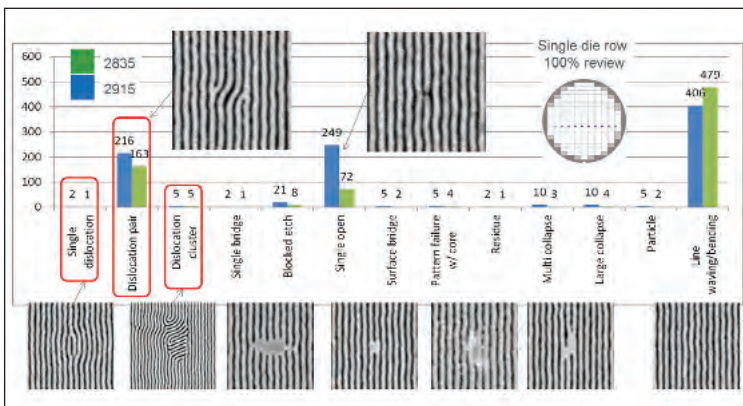 2835
2915
Single die row
100% review
600
500
400
300
200
100
0
2 1
216
163
5 5
2 1
21 8
249
72
5 2
5 4
2 1
10 3
10 4
5 2
406
479
Single
dislocation
Dislocation pair
Dislocation
cluster
Single bridge
Blocked etch
Single open
Surface bridge
Pattern failure
w/ core
Residue
Multi collapse
Large collapse
Particle
Line
waving/bending